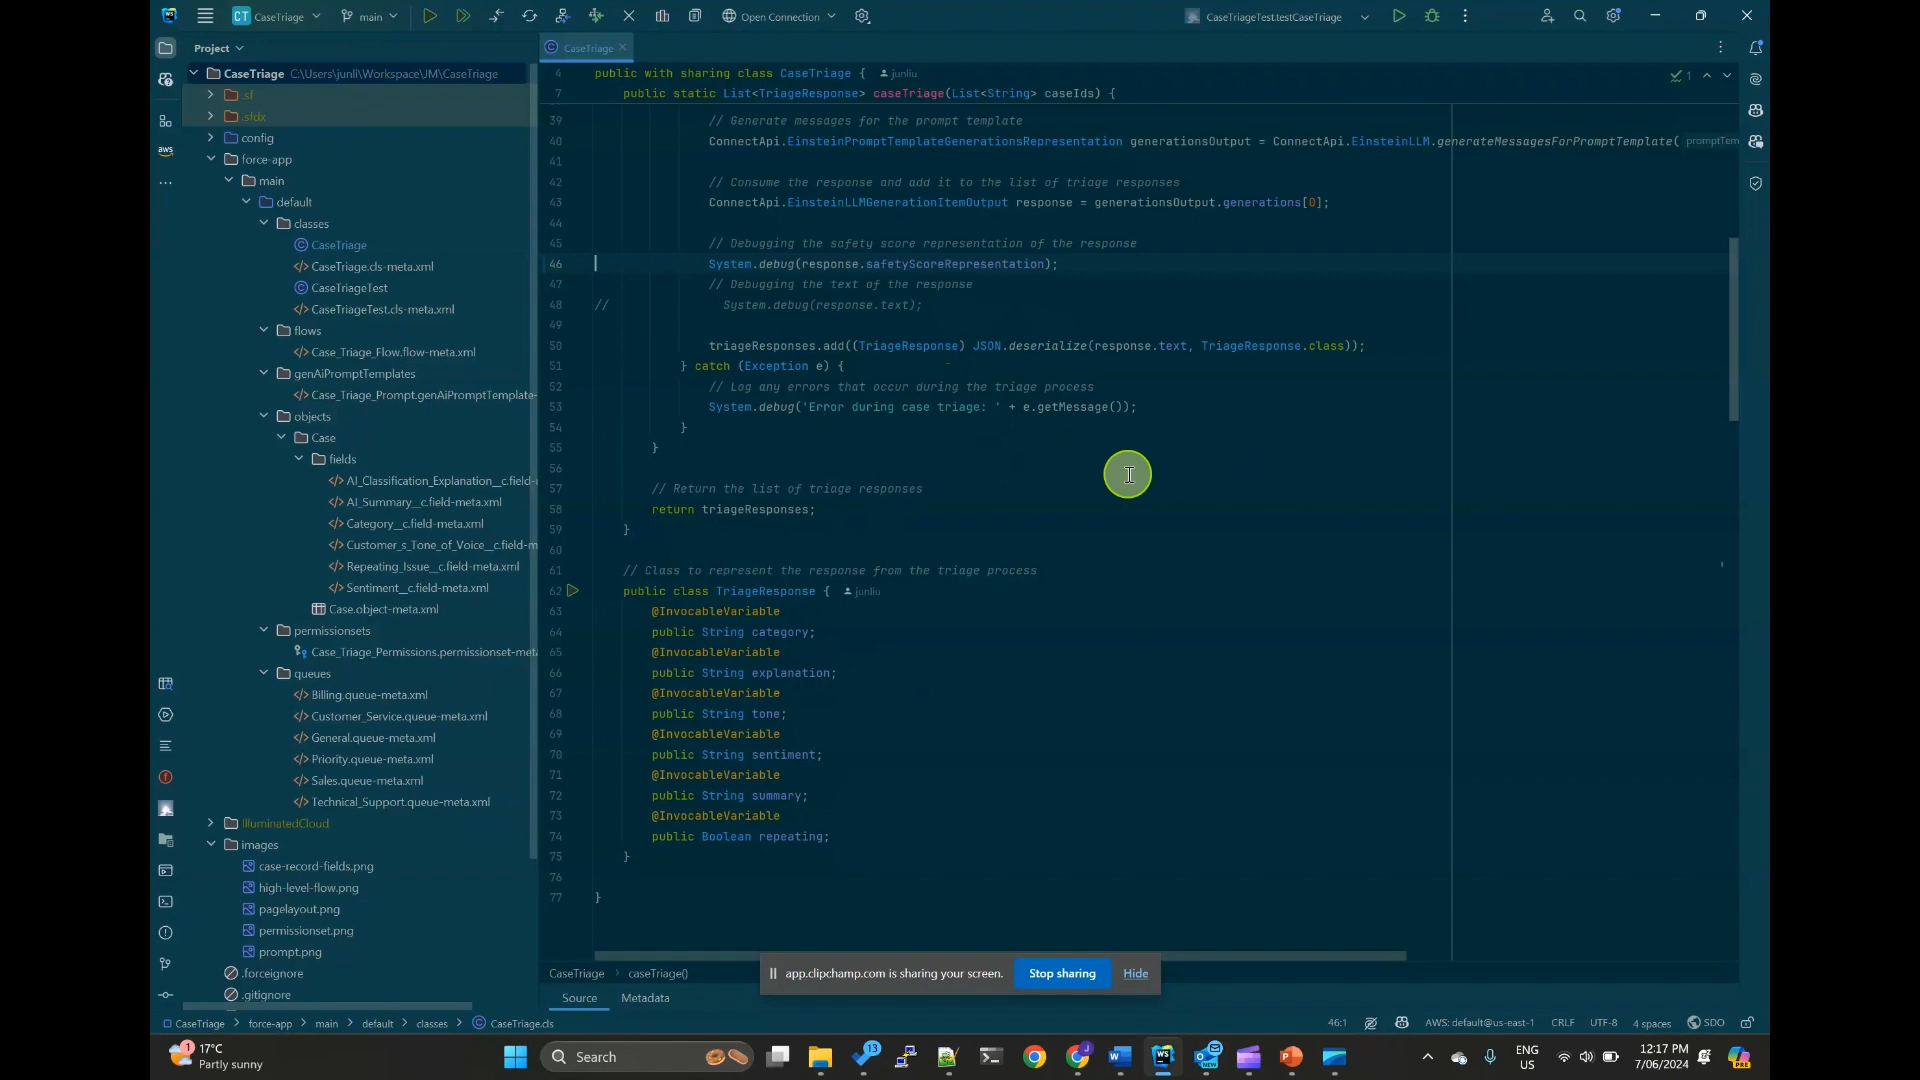 CT CaseTriage
main
Open Connection
CaseTriageTest.testCaseTriage
Project
CaseTriage
CaseTriage C:\Users\junli\Workspace\JM\CaseTriage
.sf
.sfdx
config
force-app
main
default
classes
CaseTriage
CaseTriage.cls-meta.xml
CaseTriageTest
CaseTriageTest.cls-meta.xml
flows
Case_Triage_Flow.flow-meta.xml
genAiPromptTemplates
Case_Triage_Prompt.genAiPromptTemplate-
objects
Case
fields
AI_Classification_Explanation__c.field-
AI_Summary__c.field-meta.xml
Category__c.field-meta.xml
Customer_s_Tone_of_Voice__c.field-m
Repeating_Issue__c.field-meta.xml
Sentiment__c.field-meta.xml
Case.object-meta.xml
permissionsets
Case_Triage_Permissions.permissionset-meta
queues
Billing.queue-meta.xml
Customer_Service.queue-meta.xml
General.queue-meta.xml
Priority.queue-meta.xml
Sales.queue-meta.xml
Technical_Support.queue-meta.xml
IlluminatedCloud
images
case-record-fields.png
high-level-flow.png
pagelayout.png
permissionset.png
prompt.png
.forceignore
.gitignore
4 public with sharing class CaseTriage { junliu
1
7 public static List<TriageResponse> caseTriage(List<String> caseIds) {
39 // Generate messages for the prompt template
40 ConnectApi.EinsteinPromptTemplateGenerationsRepresentation generationsOutput = ConnectApi.EinsteinLLM.generateMessagesForPromptTemplate( promptTem
41
42 // Consume the response and add it to the list of triage responses
43 ConnectApi.EinsteinLLMGenerationItemOutput response = generationsOutput.generations[0];
44
45 // Debugging the safety score representation of the response
46 System.debug(response.safetyScoreRepresentation);
47 // Debugging the text of the response
48 // System.debug(response.text);
49
50 triageResponses.add((TriageResponse) JSON.deserialize(response.text, TriageResponse.class));
51 } catch (Exception e) {
52 // Log any errors that occur during the triage process
53 System.debug('Error during case triage: ' + e.getMessage());
54 }
55 }
56
57 // Return the list of triage responses
58 return triageResponses;
59 }
60
61 // Class to represent the response from the triage process
62 public class TriageResponse { junliu
63 @InvocableVariable
64 public String category;
65 @InvocableVariable
66 public String explanation;
67 @InvocableVariable
68 public String tone;
69 @InvocableVariable
70 public String sentiment;
71 @InvocableVariable
72 public String summary;
73 @InvocableVariable
74 public Boolean repeating;
75 }
76
77 }
CaseTriage > caseTriage()
app.clipchamp.com is sharing your screen. Stop sharing Hide
Source Metadata
CaseTriage > force-app > main > default > classes > CaseTriage.cls
46:1 AWS: default@us-east-1 CRLF UTF-8 4 spaces SDO
aws
1 17°C
Partly sunny
Search
13
WS
NEW
ENG
US
12:17 PM
7/06/2024
PRE